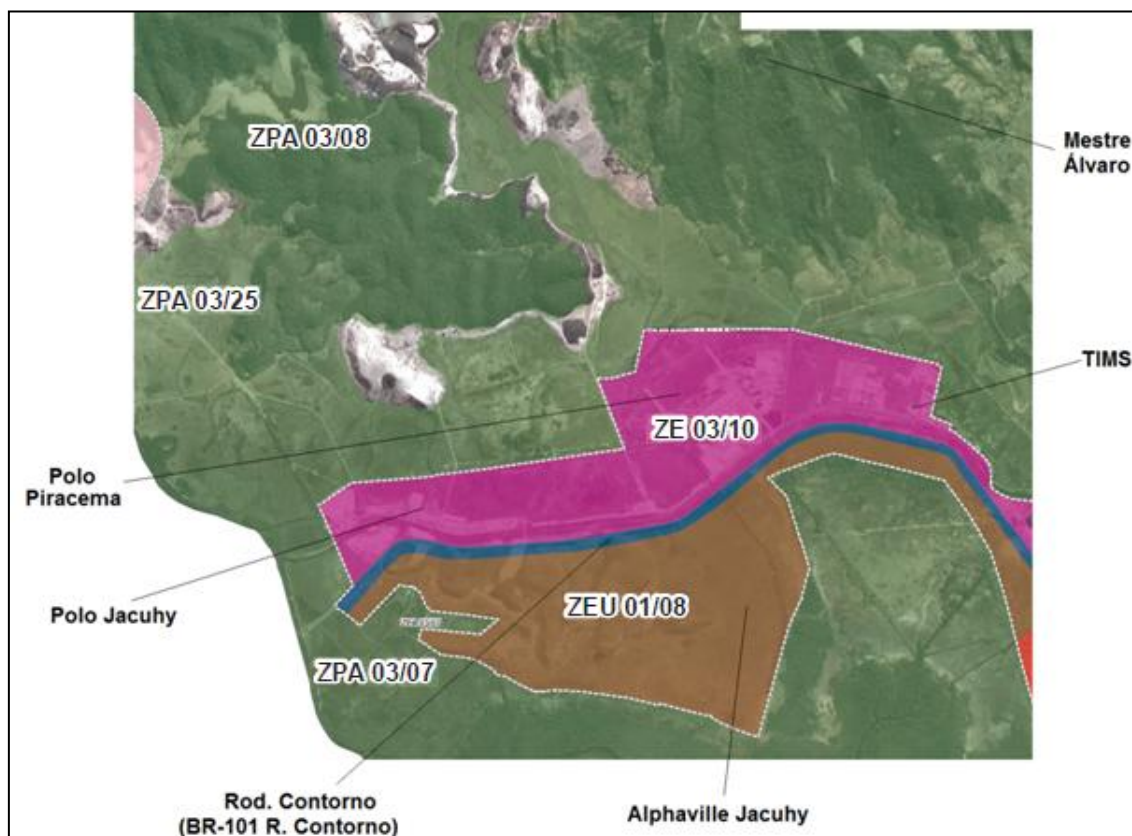 ZPA 03/08
Mestre
Álvaro
ZPA 03/25
TIMS
ZE 03/10
Polo
Piracema
Polo Jacuhy
ZEU 01/08
ZPA 03/07
Rod. Contorno
(BR-101 R. Contorno)
Alphaville Jacuhy